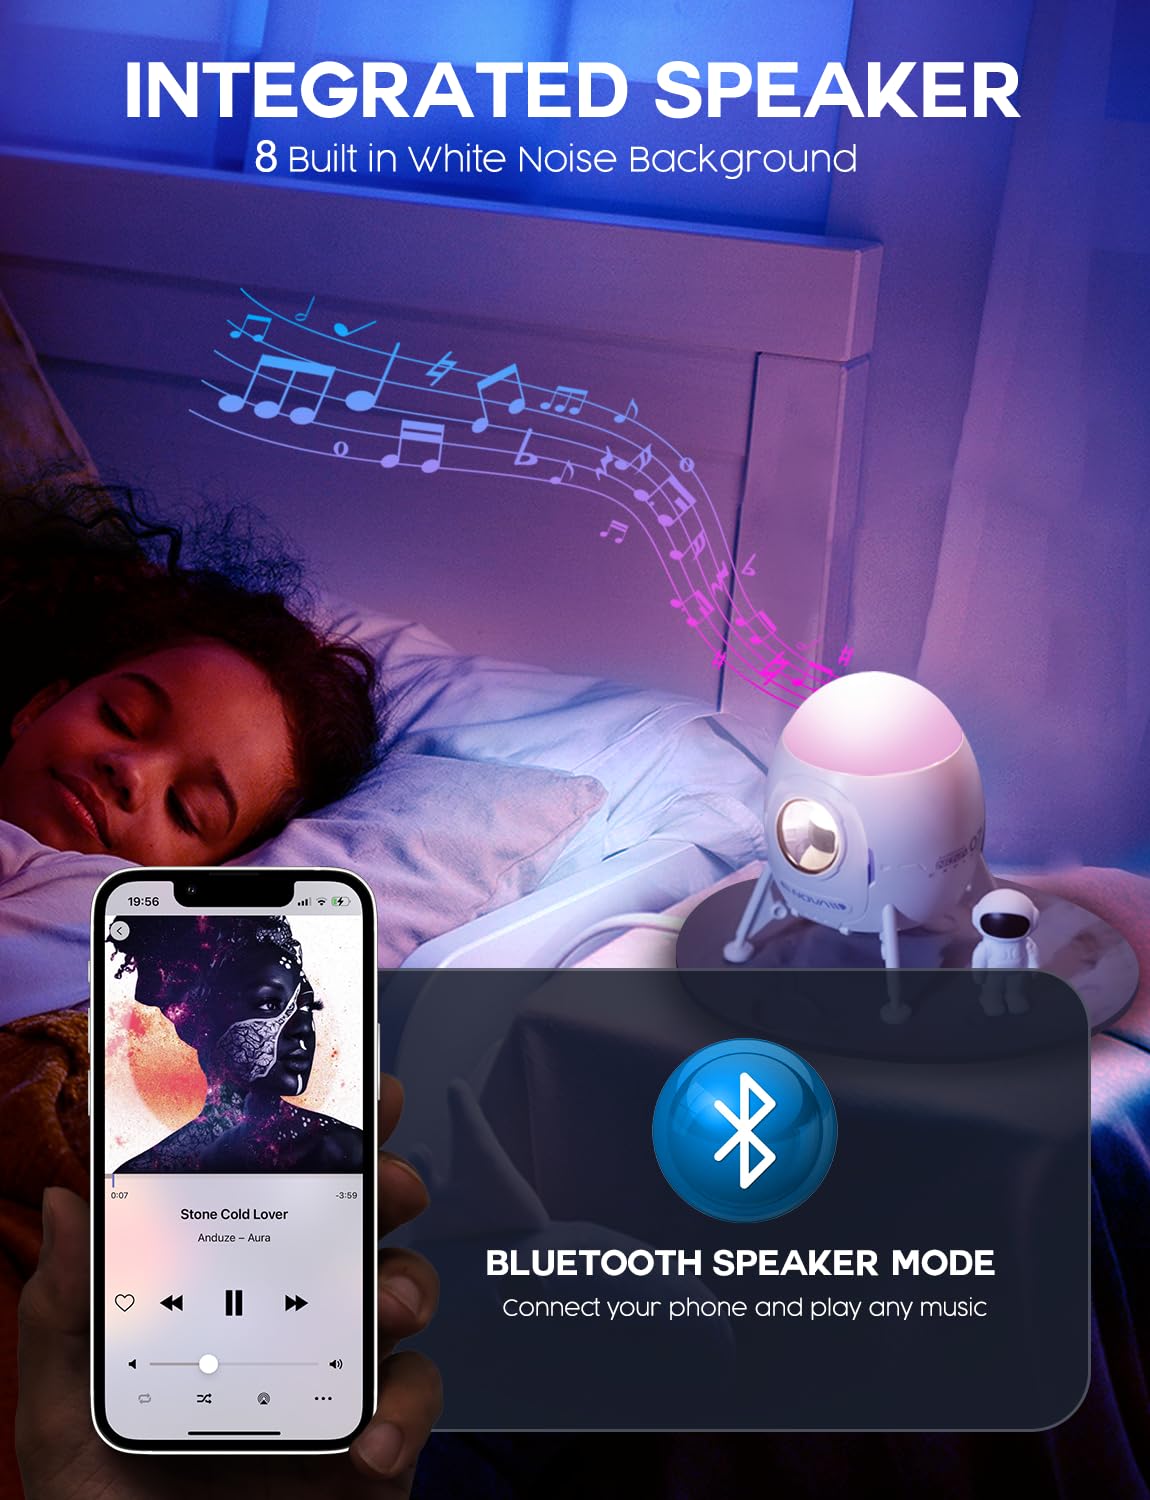 INTEGRATED SPEAKER
8 Built in White Noise Background
19:56
0:07
-3:59
Stone Cold Lover
Anduze – Aura
BLUETOOTH SPEAKER MODE
Connect your phone and play any music